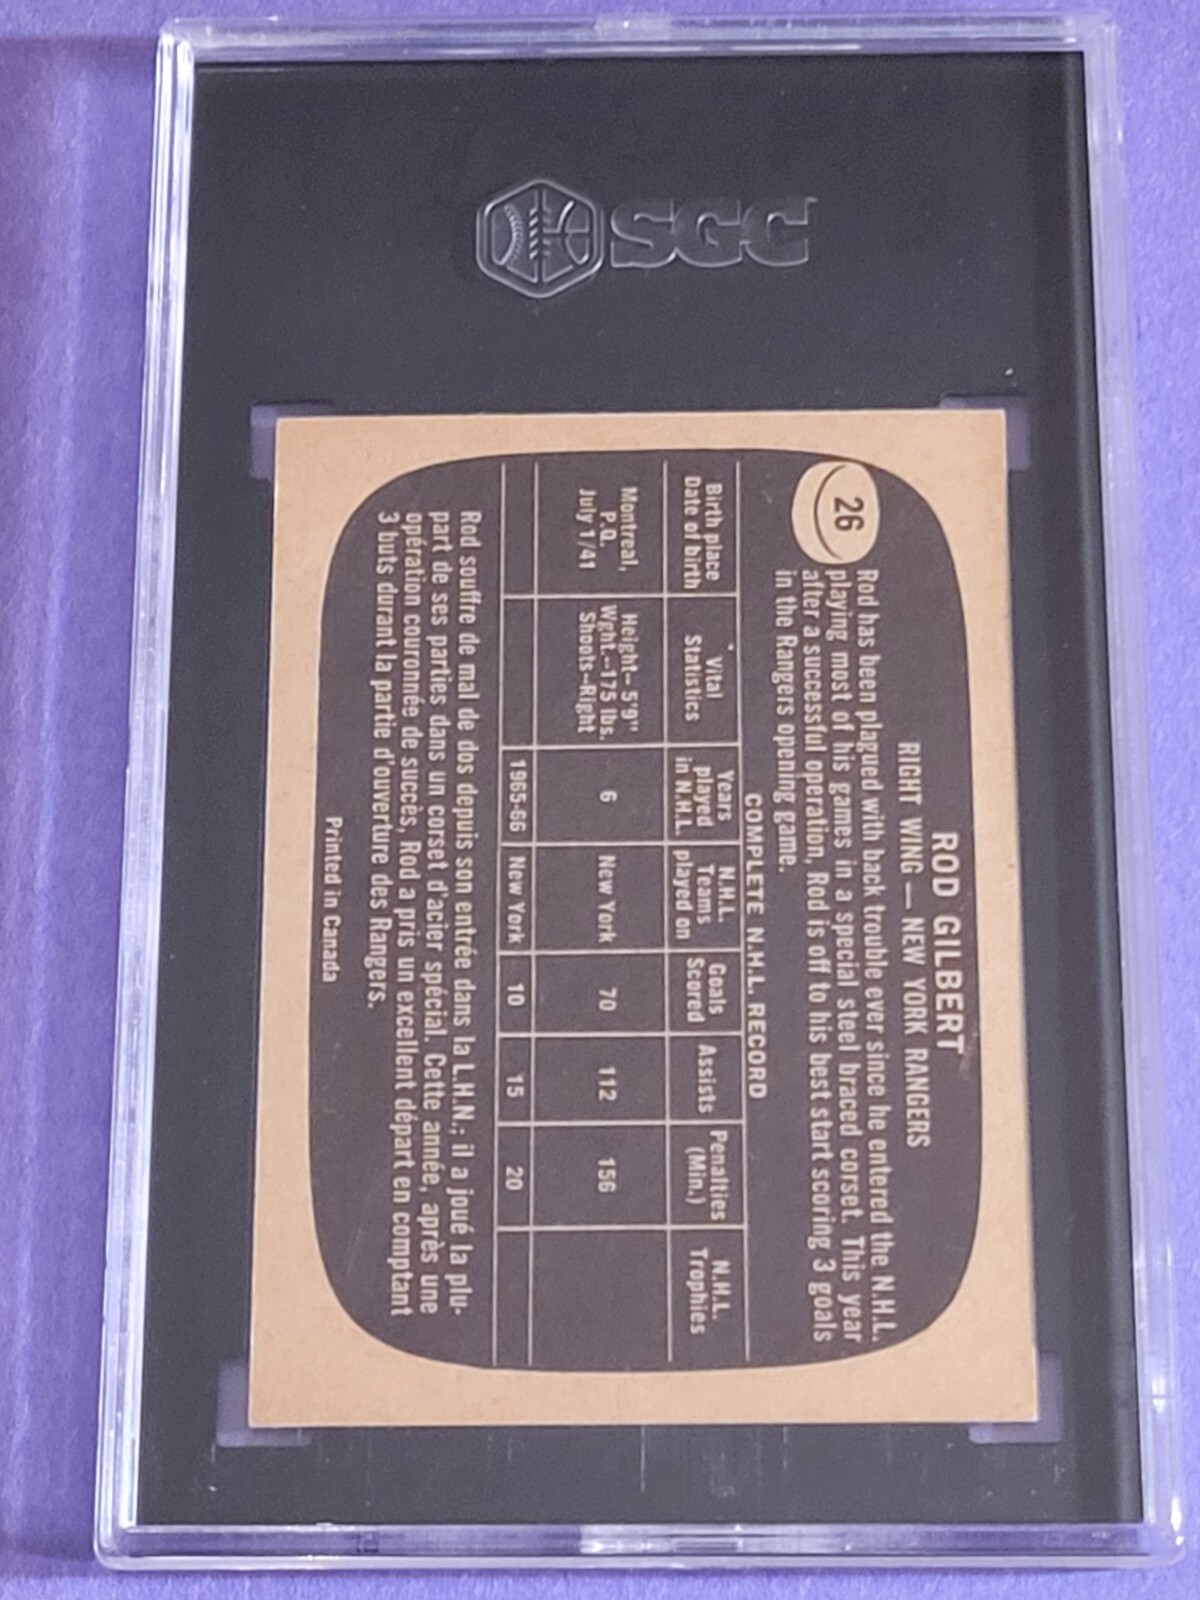 SGC
26
ROD GILBERT
RIGHT WING — NEW YORK RANGERS
Rod has been plagued with back trouble ever since he entered the N.H.L.
playing most of his games in a special steel braced corset. This year
after a successful operation, Rod is off to his best start scoring 3 goals
in the Rangers opening game.
COMPLETE N.H.L. RECORD
Birth place Date of birth | Vital Statistics | Years played in N.H.L. | N.H.L. Teams played on | Goals Scored | Assists | Penalties (Min.) | N.H.L. Trophies
Montreal, P.Q. July 1/41 | Height-5'9" Wght.-175 lbs. Shoots-Right | 6 | New York | 70 | 112 | 156
1965-66 | New York | 10 | 15 | 20
Rod souffre de mal de dos depuis son entrée dans la L.H.N.; il a joué la plu-
part de ses parties dans un corset d'acier spécial. Cette année, après une
opération couronnée de succès, Rod a pris un excellent départ en comptant
3 buts durant la partie d'ouverture des Rangers.
Printed in Canada